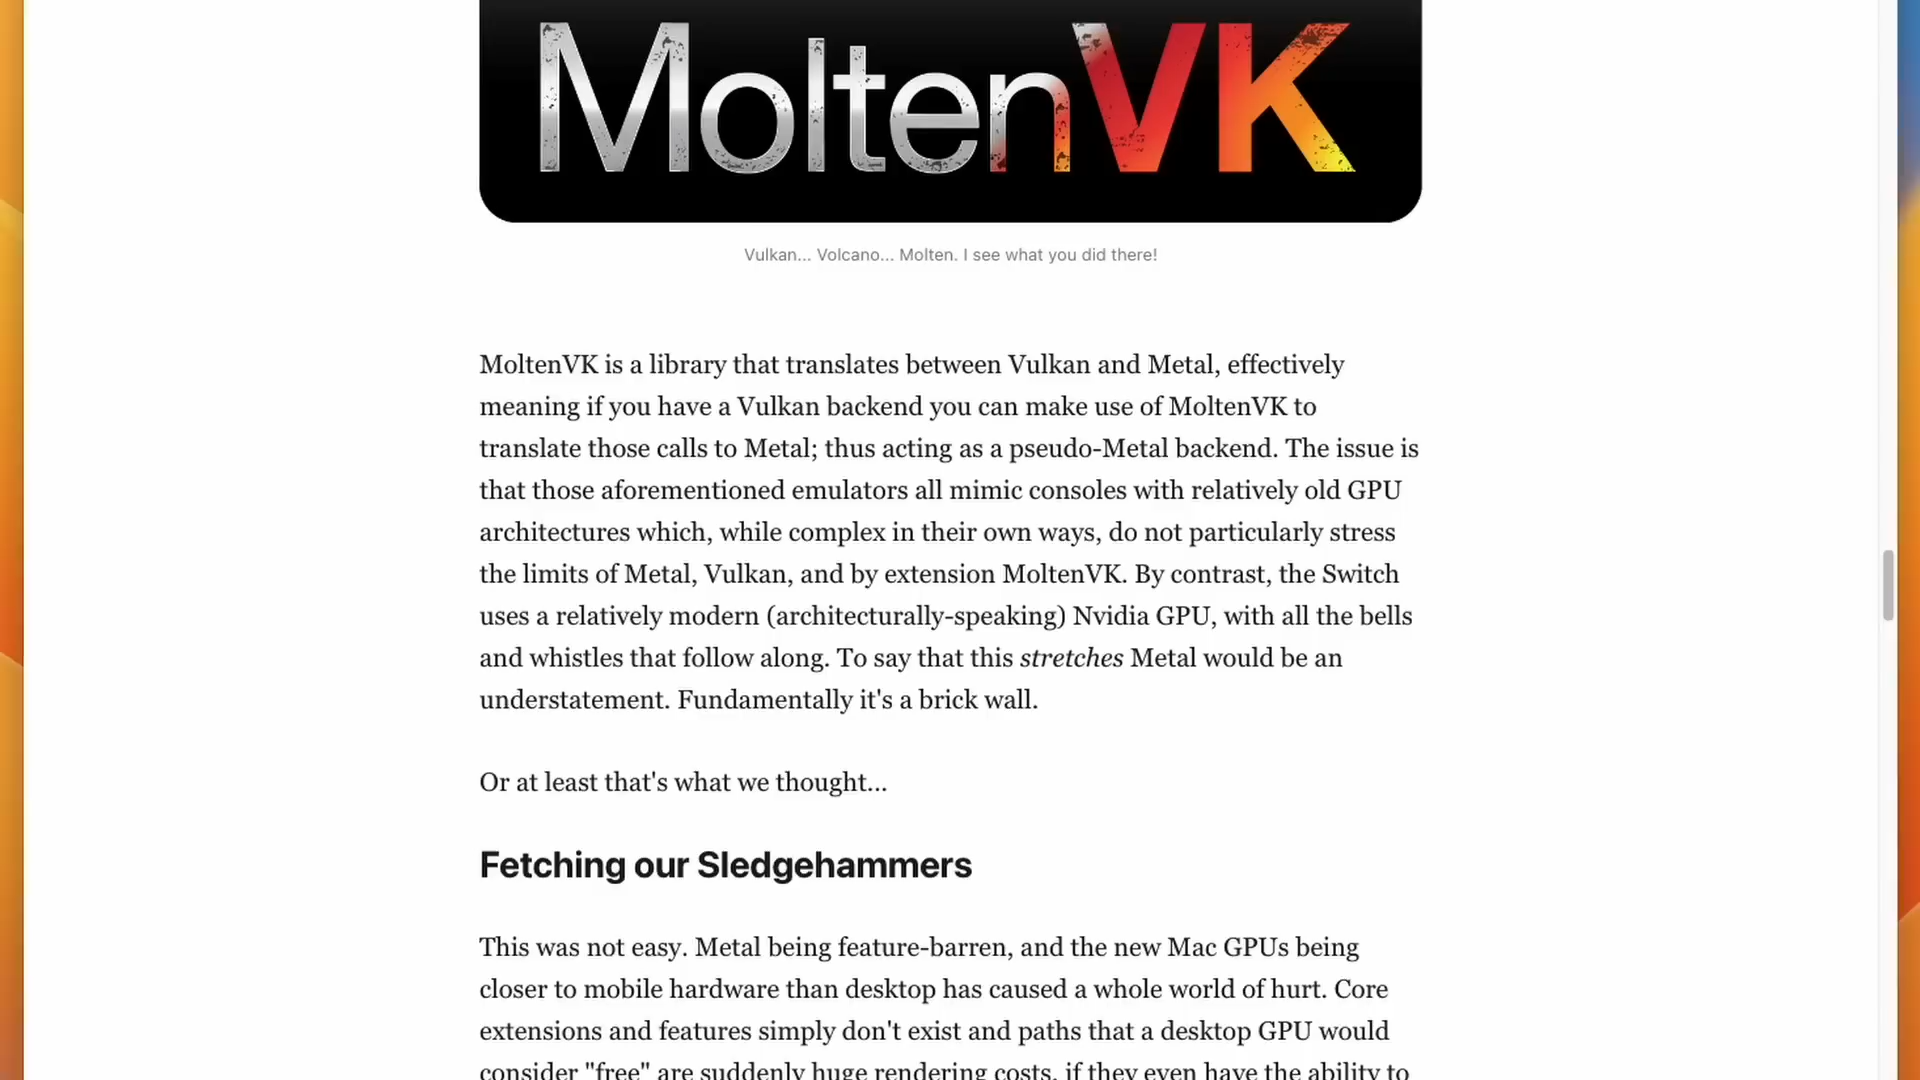 MoltenVK
Vulkan... Volcano... Molten. I see what you did there!
MoltenVK is a library that translates between Vulkan and Metal, effectively
meaning if you have a Vulkan backend you can make use of MoltenVK to
translate those calls to Metal; thus acting as a pseudo-Metal backend. The issue is
that those aforementioned emulators all mimic consoles with relatively old GPU
architectures which, while complex in their own ways, do not particularly stress
the limits of Metal, Vulkan, and by extension MoltenVK. By contrast, the Switch
uses a relatively modern (architecturally-speaking) Nvidia GPU, with all the bells
and whistles that follow along. To say that this stretches Metal would be an
understatement. Fundamentally it's a brick wall.
Or at least that's what we thought...
Fetching our Sledgehammers
This was not easy. Metal being feature-barren, and the new Mac GPUs being
closer to mobile hardware than desktop has caused a whole world of hurt. Core
extensions and features simply don't exist and paths that a desktop GPU would
consider "free" are suddenly huge rendering costs, if they even have the ability to